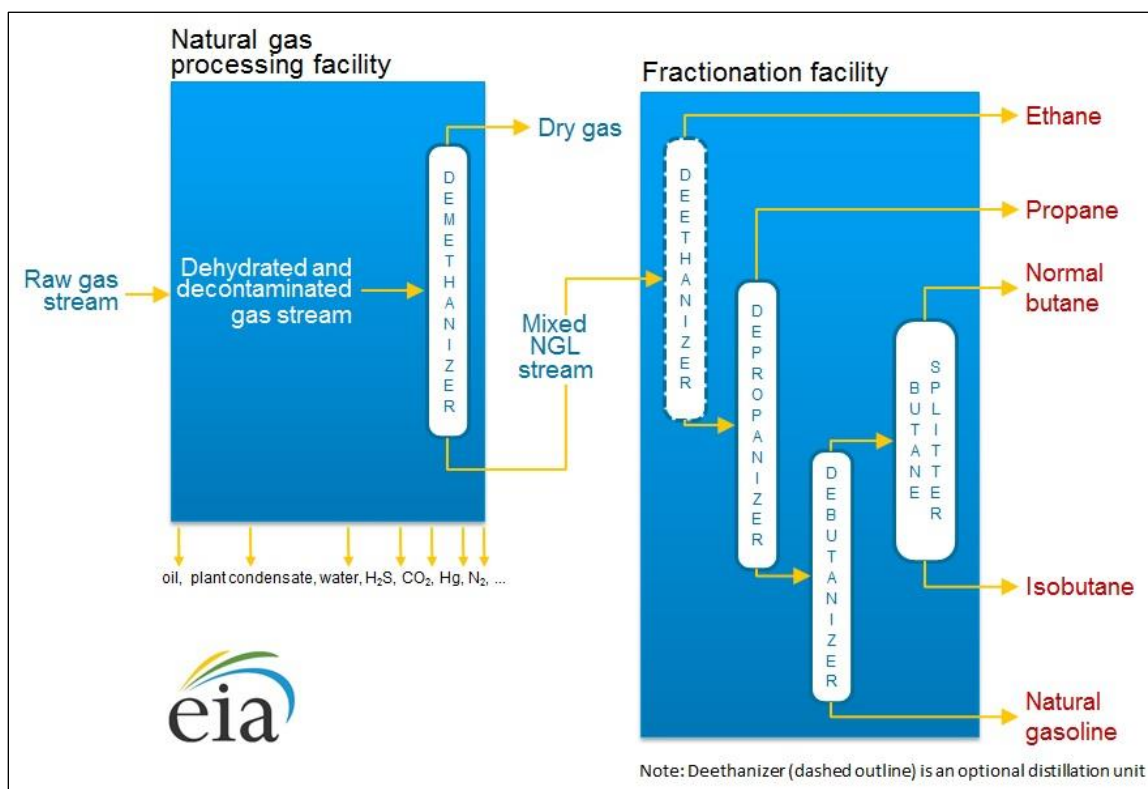 Natural gas
processing facility
Fractionation facility
Dry gas
Ethane
Propane
Normal
butane
Raw gas
stream
Dehydrated and
decontaminated
gas stream
DEMETHANIZER
Mixed
NGL
stream
DEETHANIZER
DEPROPANIZER
DEBUTANIZER
BUTANE
SPLITTER
Isobutane
Natural
gasoline
oil, plant condensate, water, H₂S, CO₂, Hg, N₂, ...
eia
Note: Deethanizer (dashed outline) is an optional distillation unit